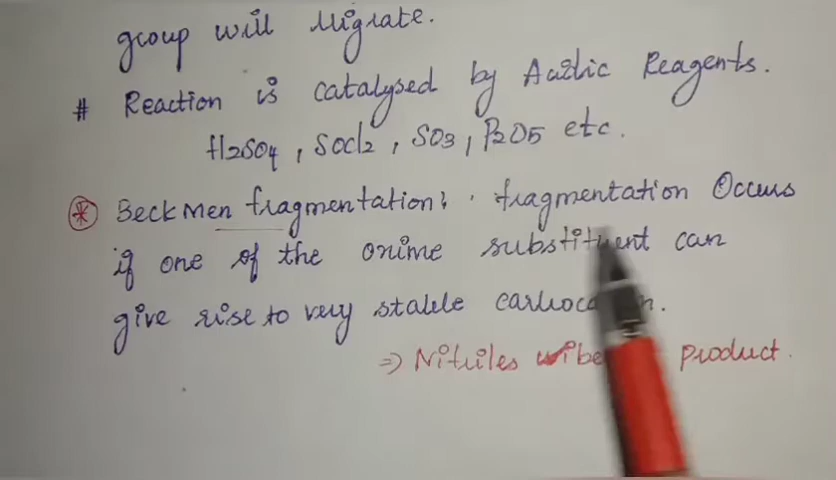 group will migrate.
# Reaction is catalysed by Acidic Reagents.
H2SO4, SOCl2, SO3, P2O5 etc.
* Beckmen fragmentation: fragmentation Occurs
if one of the oxime substituent can
give rise to very stable
⇒ Nitriles product.